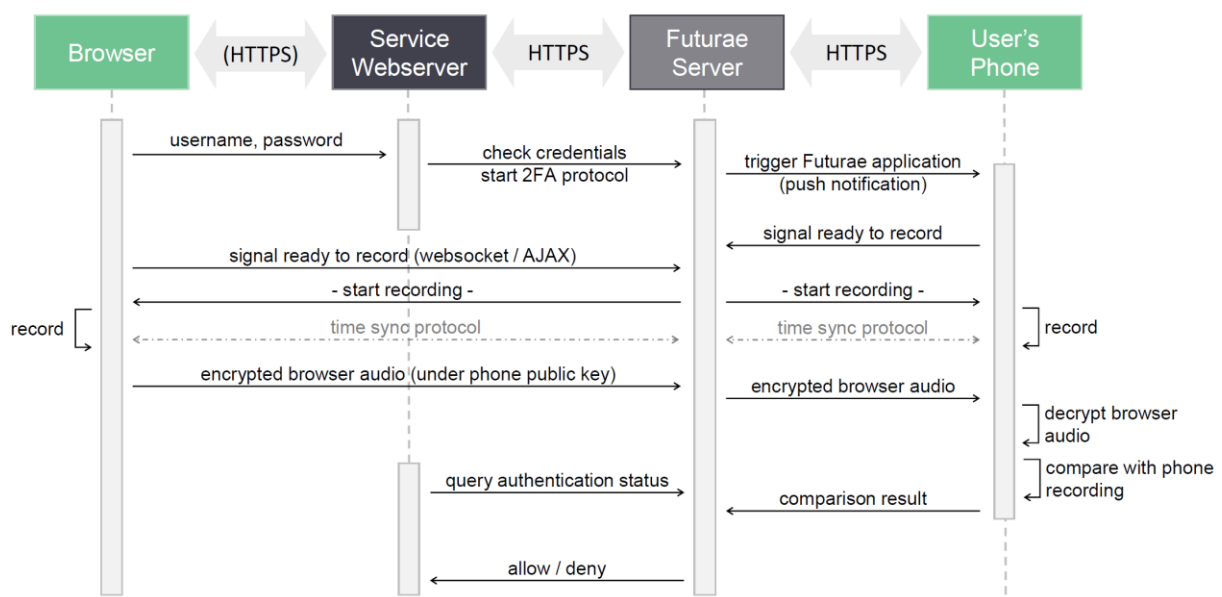 Browser
(HTTPS)
Service
Webserver
HTTPS
Futurae
Server
HTTPS
User's
Phone
username, password
check credentials
start 2FA protocol
trigger Futurae application
(push notification)
signal ready to record
signal ready to record (websocket / AJAX)
- start recording -
- start recording -
record
time sync protocol
time sync protocol
record
encrypted browser audio (under phone public key)
encrypted browser audio
decrypt browser
audio
compare with phone
recording
query authentication status
comparison result
allow / deny